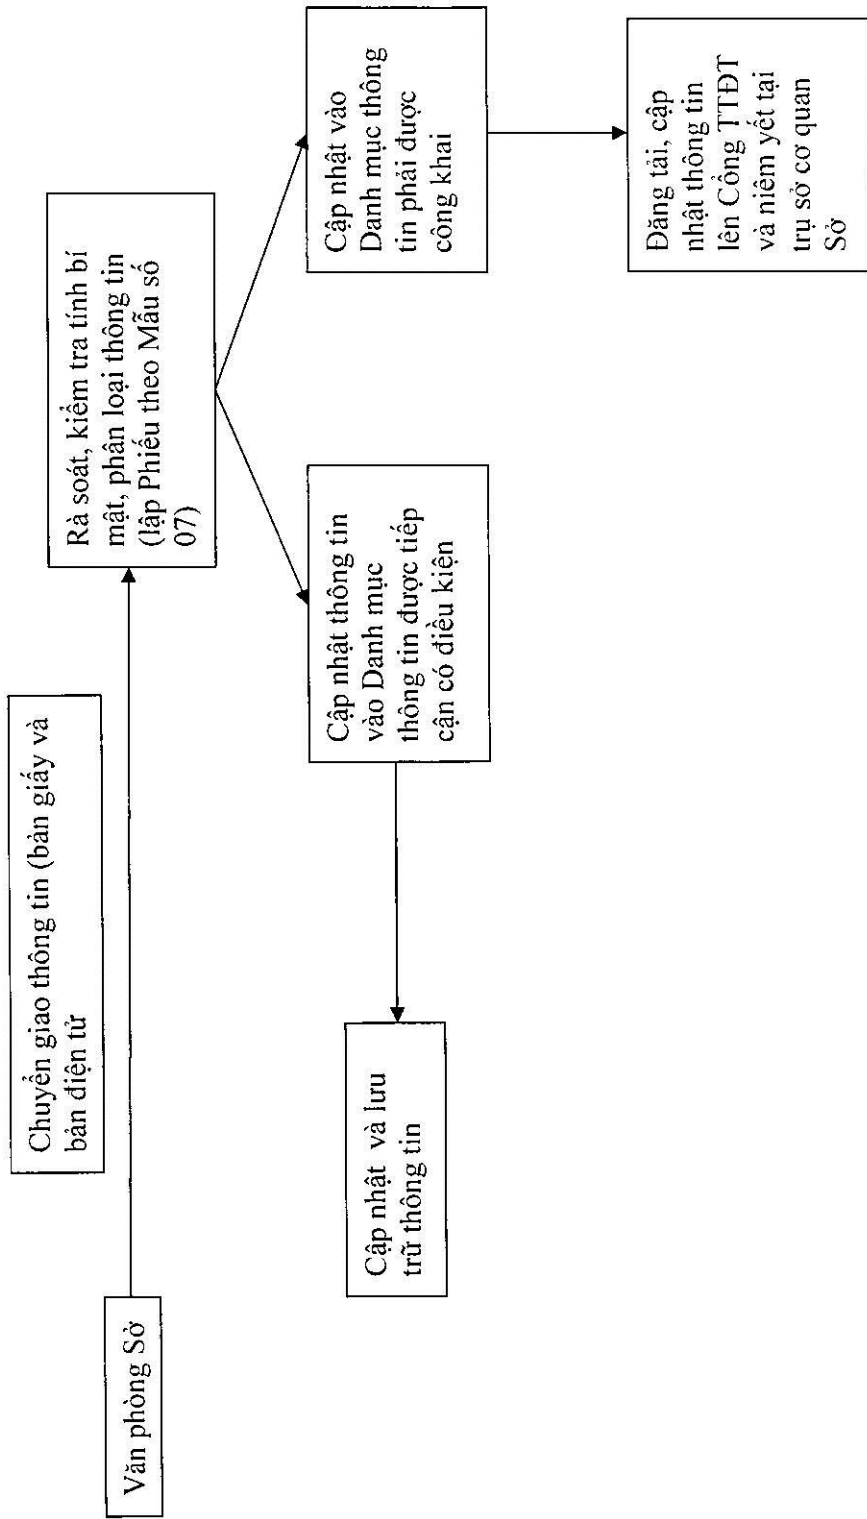 Văn phòng Sở
Chuyển giao thông tin (bản giấy và
bản điện tử
Rà soát, kiểm tra tính bí
mật, phân loại thông tin
(lập Phiếu theo Mẫu số
07)
Cập nhật và lưu
trữ thông tin
Cập nhật thông tin
vào Danh mục
thông tin được tiếp
cận có điều kiện
Cập nhật vào
Danh mục thông
tin phải được
công khai
Đăng tải, cập
nhật thông tin
lên Cổng TTĐT
và niêm yết tại
trụ sở cơ quan
Sở